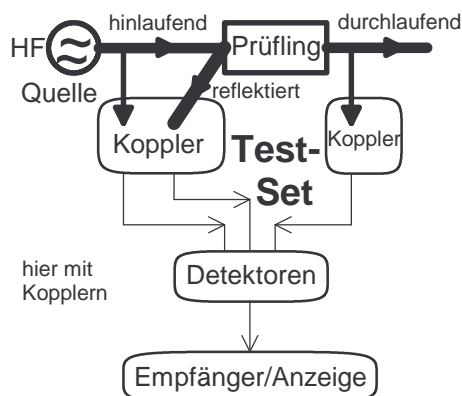 hinlaufend
durchlaufend
HF
Prüfling
Quelle
reflektiert
Koppler
Koppler
Test-
Set
hier mit
Kopplern
Detektoren
Empfänger/Anzeige